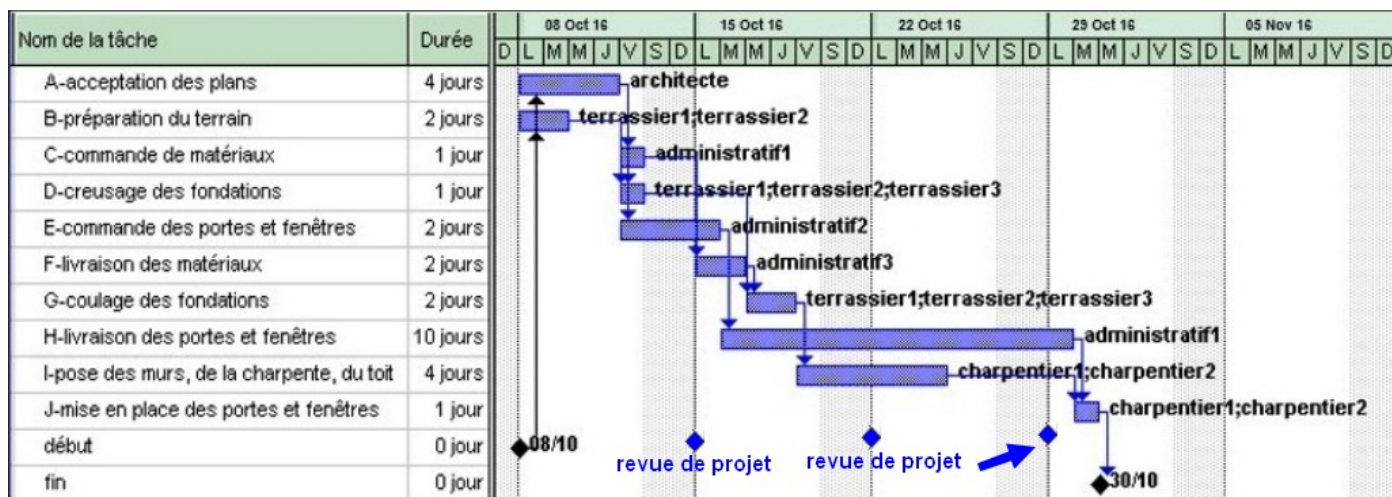 08 Oct 16 15 Oct 16 22 Oct 16 29 Oct 16 05 Nov 16
Nom de la tâche Durée D L M M J V S D L M M J V S D L M M J V S D L M M J V S D L M M J V S D
A-acceptation des plans 4 jours architecte
B-préparation du terrain 2 jours terrassier1;terrassier2
C-commande de matériaux 1 jour administratif1
D-creusage des fondations 1 jour terrassier1;terrassier2;terrassier3
E-commande des portes et fenêtres 2 jours administratif2
F-livraison des matériaux 2 jours administratif3
G-coulage des fondations 2 jours terrassier1;terrassier2;terrassier3
H-livraison des portes et fenêtres 10 jours administratif1
I-pose des murs, de la charpente, du toit 4 jours charpentier1;charpentier2
J-mise en place des portes et fenêtres 1 jour charpentier1;charpentier2
début 0 jour 08/10
revue de projet revue de projet
fin 0 jour 30/10